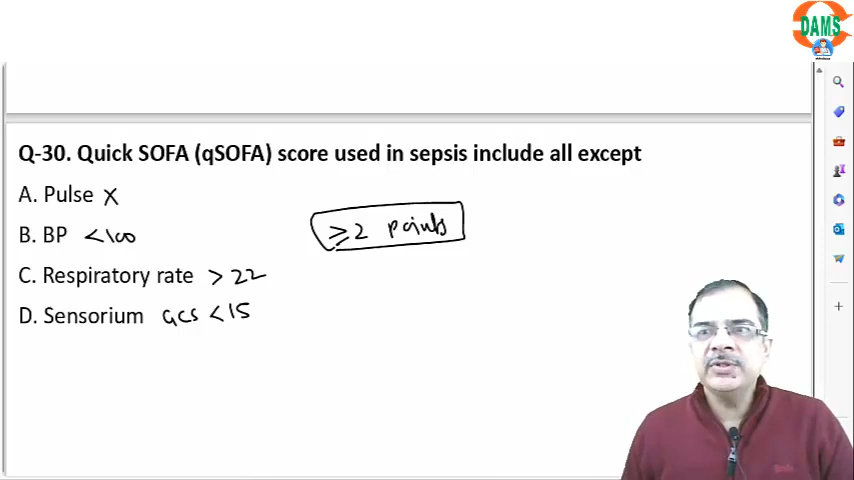 DAMS
Q-30. Quick SOFA (qSOFA) score used in sepsis include all except
A. Pulse X
B. BP <100
≥2 points
C. Respiratory rate > 22
D. Sensorium GCS <15